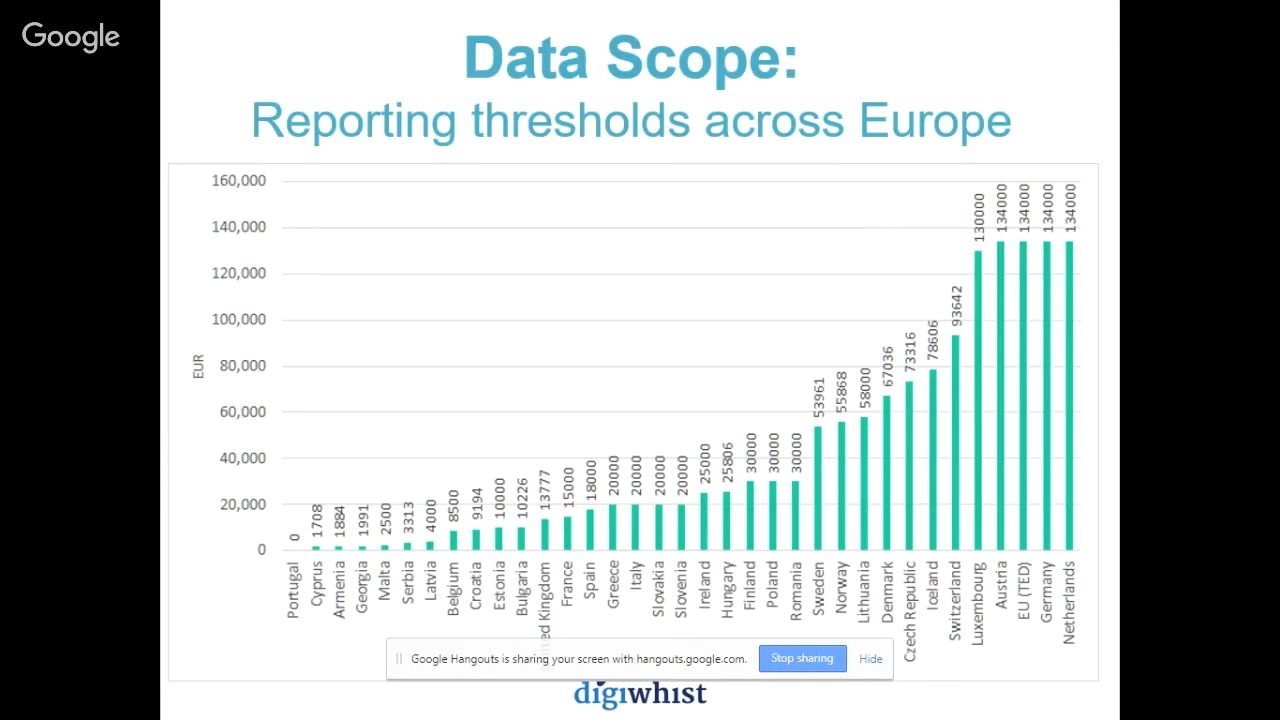 Google
Data Scope:
Reporting thresholds across Europe
160,000
140,000
120,000
100,000
80,000
60,000
40,000
20,000
0
EUR
0
1708
1884
1991
2500
3313
4000
8500
9194
10000
10226
13777
15000
18000
20000
20000
20000
20000
25000
25806
30000
30000
30000
53961
55868
58000
67036
73316
78606
93642
130000
134000
134000
134000
134000
Portugal
Cyprus
Armenia
Georgia
Malta
Serbia
Latvia
Belgium
Croatia
Estonia
Bulgaria
ted Kingdom
France
Spain
Greece
Italy
Slovakia
Slovenia
Ireland
Hungary
Finland
Poland
Romania
Sweden
Norway
Lithuania
Denmark
Czech Republic
Iceland
Switzerland
Luxembourg
Austria
EU (TED)
Germany
Netherlands
Google Hangouts is sharing your screen with hangouts.google.com.
Stop sharing
Hide
digiwhist